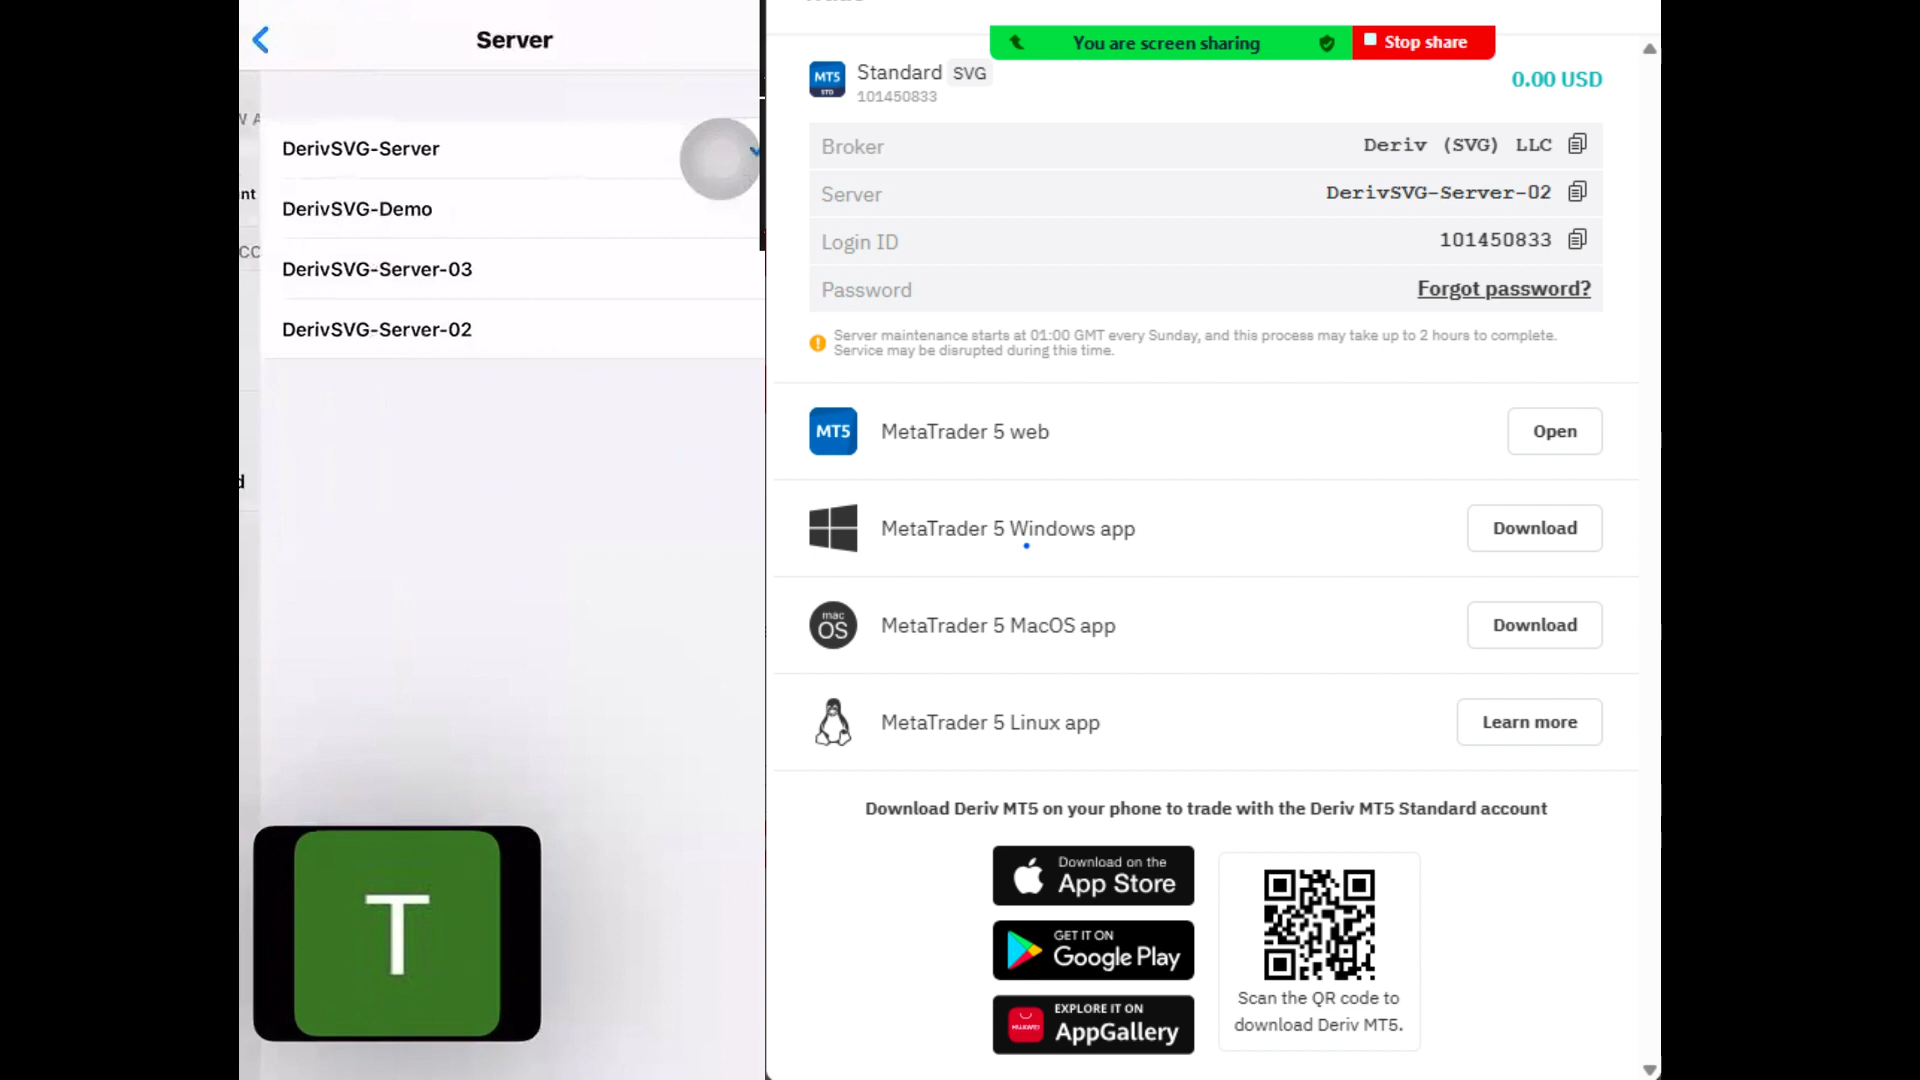 Server
DerivSVG-Server
DerivSVG-Demo
DerivSVG-Server-03
DerivSVG-Server-02
nt
T
You are screen sharing
Stop share
MT5
STD
Standard SVG
101450833
0.00 USD
Broker
Deriv (SVG) LLC
Server
DerivSVG-Server-02
Login ID
101450833
Password
Forgot password?
Server maintenance starts at 01:00 GMT every Sunday, and this process may take up to 2 hours to complete.
Service may be disrupted during this time.
MT5
MetaTrader 5 web
Open
MetaTrader 5 Windows app
Download
mac
OS
MetaTrader 5 MacOS app
Download
MetaTrader 5 Linux app
Learn more
Download Deriv MT5 on your phone to trade with the Deriv MT5 Standard account
Download on the
App Store
GET IT ON
Google Play
HUAWEI
EXPLORE IT ON
AppGallery
Scan the QR code to
download Deriv MT5.